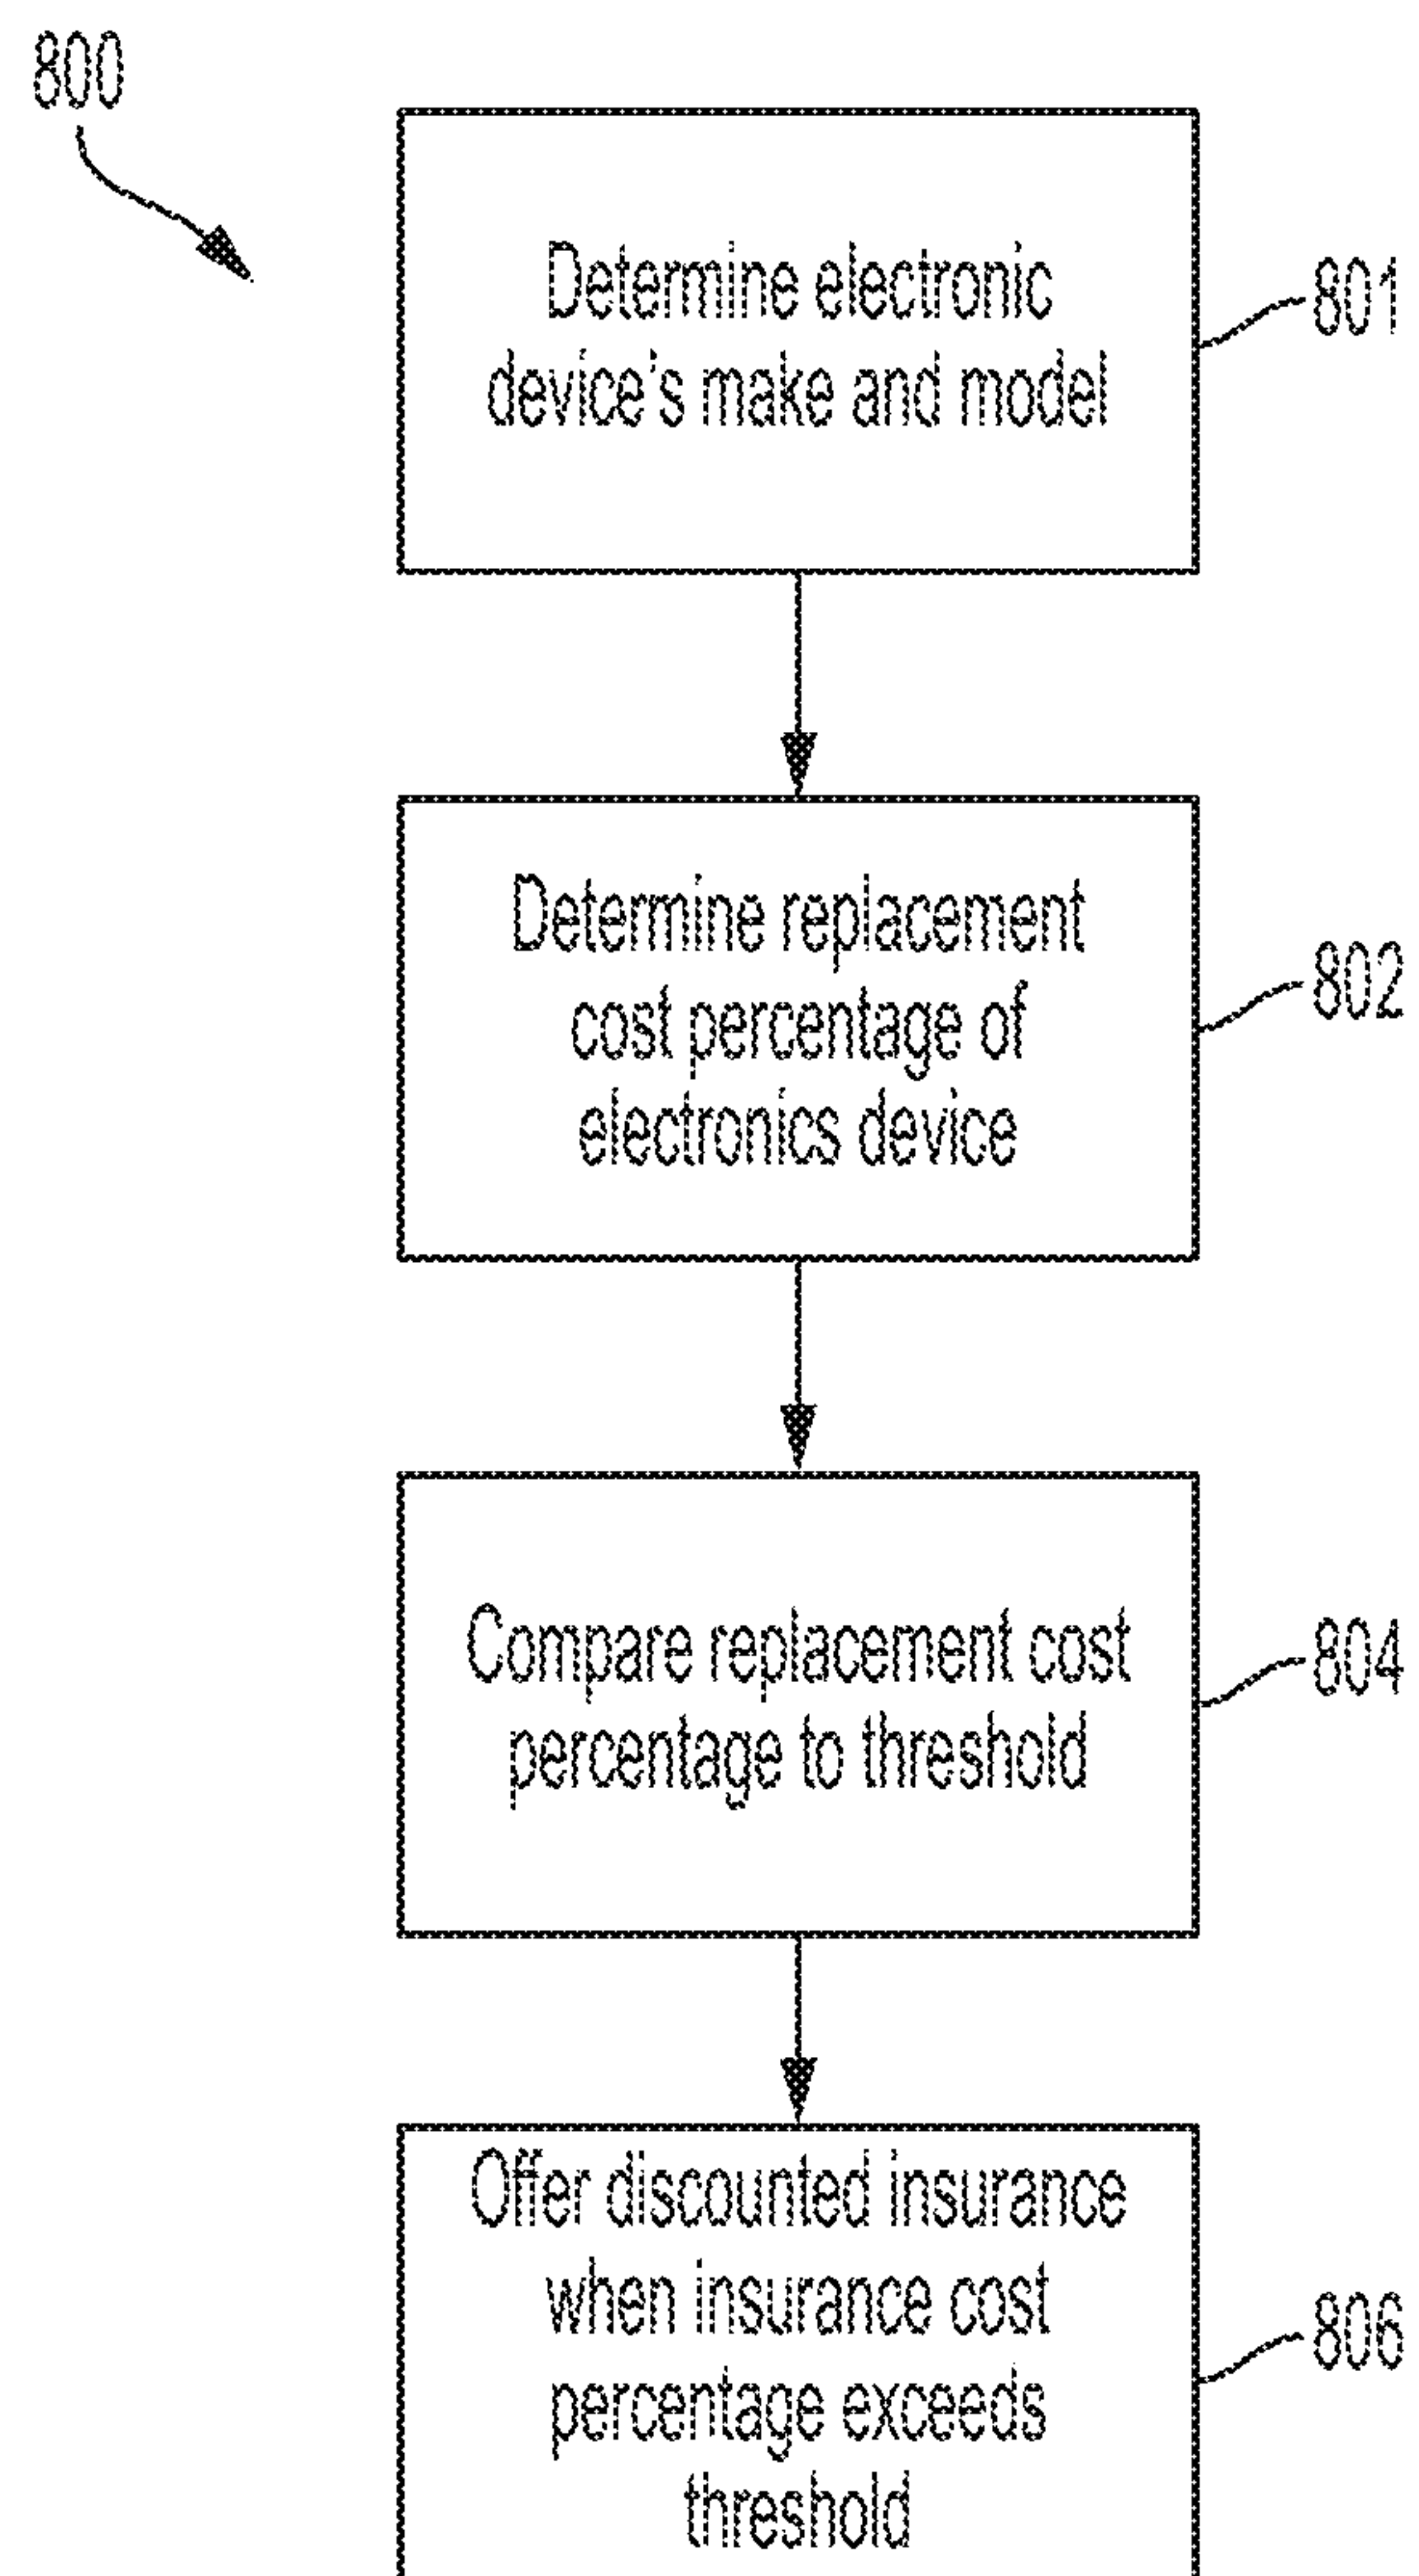 800
Determine electronic
device's make and model
801
Determine replacement
cost percentage of
electronics device
802
Compare replacement cost
percentage to threshold
804
Offer discounted insurance
when insurance cost
percentage exceeds
threshold
806